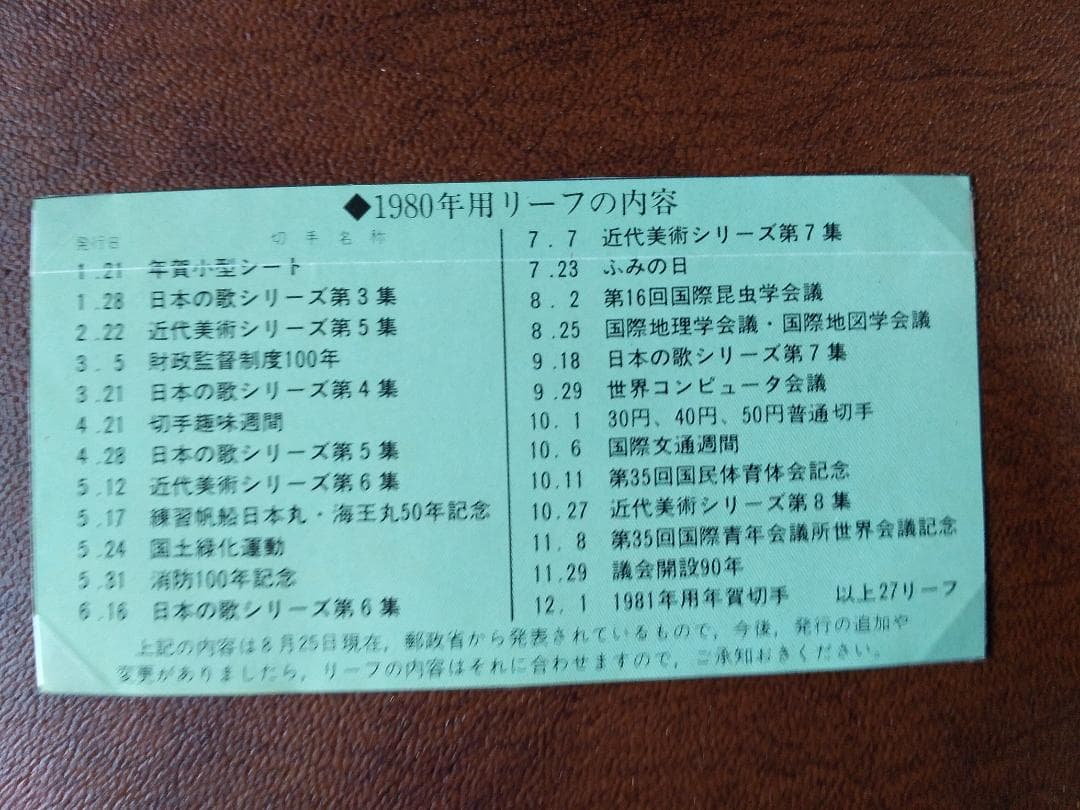 ◆1980年用リーフの内容
発行日 切手名称
1.21 年賀小型シート
1.28 日本の歌シリーズ第3集
2.22 近代美術シリーズ第5集
3.5 財政監督制度100年
3.21 日本の歌シリーズ第4集
4.21 切手趣味週間
4.28 日本の歌シリーズ第5集
5.12 近代美術シリーズ第6集
5.17 練習帆船日本丸・海王丸50年記念
5.24 国土緑化運動
5.31 消防100年記念
6.16 日本の歌シリーズ第6集
7.7 近代美術シリーズ第7集
7.23 ふみの日
8.2 第16回国際昆虫学会議
8.25 国際地理学会議・国際地図学会議
9.18 日本の歌シリーズ第7集
9.29 世界コンピュータ会議
10.1 30円、40円、50円普通切手
10.6 国際文通週間
10.11 第35回国民体育体会記念
10.27 近代美術シリーズ第8集
11.8 第35回国際青年会議所世界会議記念
11.29 議会開設90年
12.1 1981年用年賀切手 以上27リーフ
上記の内容は8月25日現在，郵政省から発表されているもので，今後，発行の追加や
変更がありましたら，リーフの内容はそれに合わせますので，ご承知おきください。